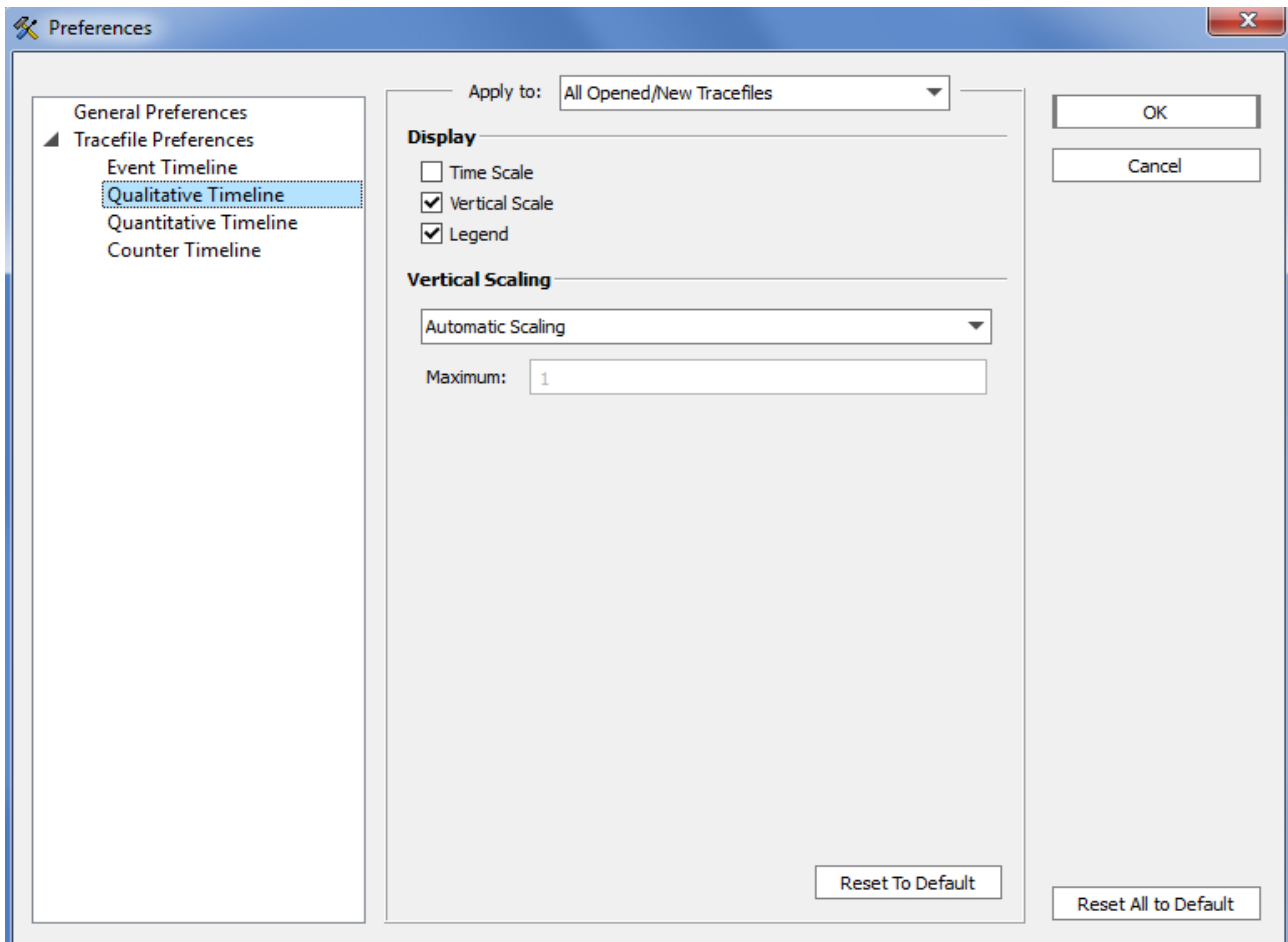 Preferences
General Preferences
Tracefile Preferences
Event Timeline
Qualitative Timeline
Quantitative Timeline
Counter Timeline
Apply to: All Opened/New Tracefiles
Display
Time Scale
Vertical Scale
Legend
Vertical Scaling
Automatic Scaling
Maximum: 1
Reset To Default
OK
Cancel
Reset All to Default